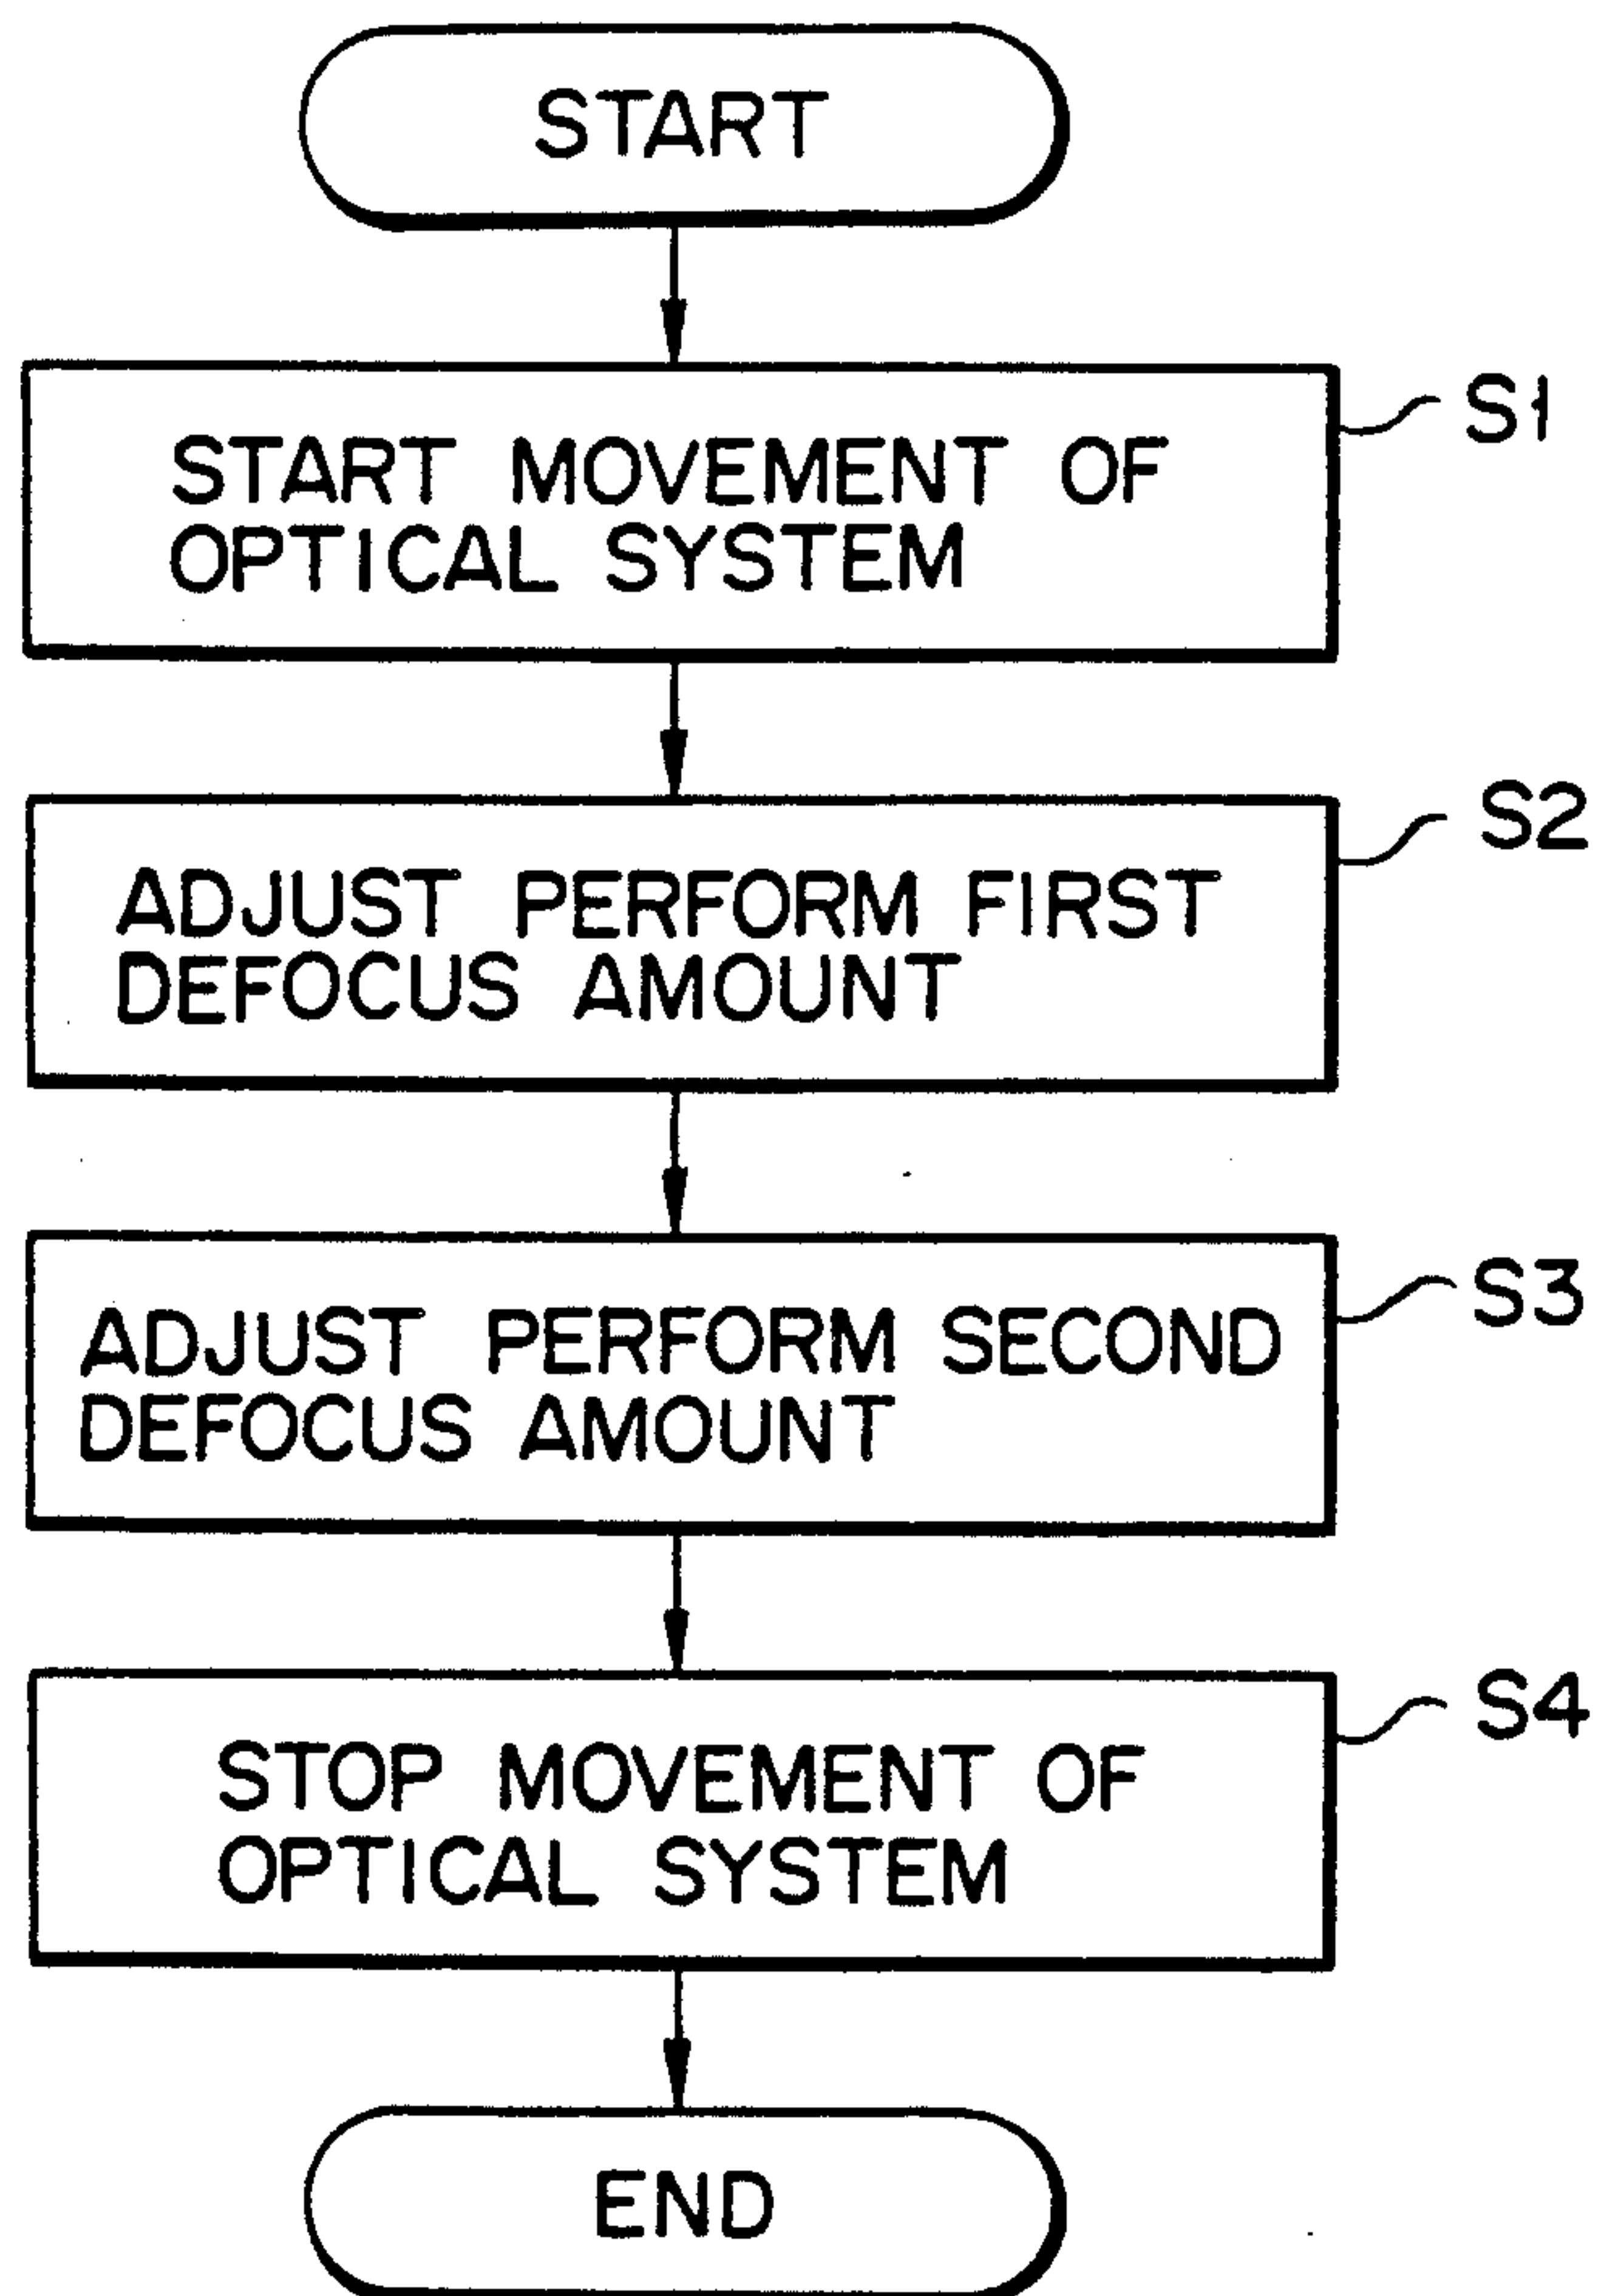 START
START MOVEMENT OF
OPTICAL SYSTEM
S1
ADJUST PERFORM FIRST
DEFOCUS AMOUNT
S2
ADJUST PERFORM SECOND
DEFOCUS AMOUNT
S3
STOP MOVEMENT OF
OPTICAL SYSTEM
S4
END